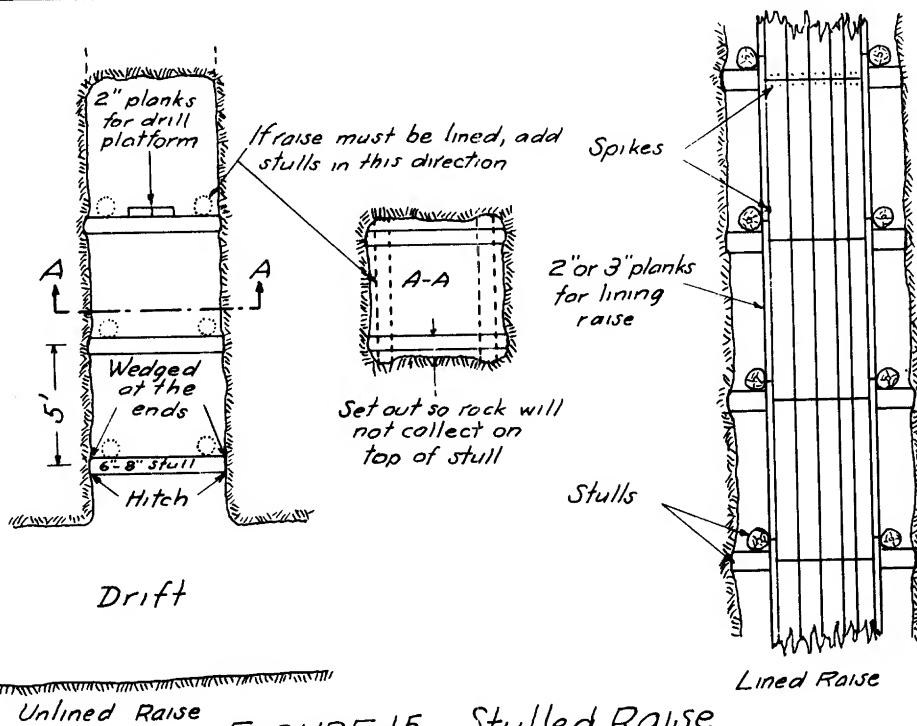 2" planks
for drill
platform
If raise must be lined, add
stulls in this direction
A
A
5'
Wedged
at the
ends
6"-8" stull
Hitch
Drift
Unlined Raise
A-A
Set out so rock will
not collect on
top of stull
Spikes
2" or 3" planks
for lining
raise
Stulls
Lined Raise
FIGURE 15. Stulled Raise